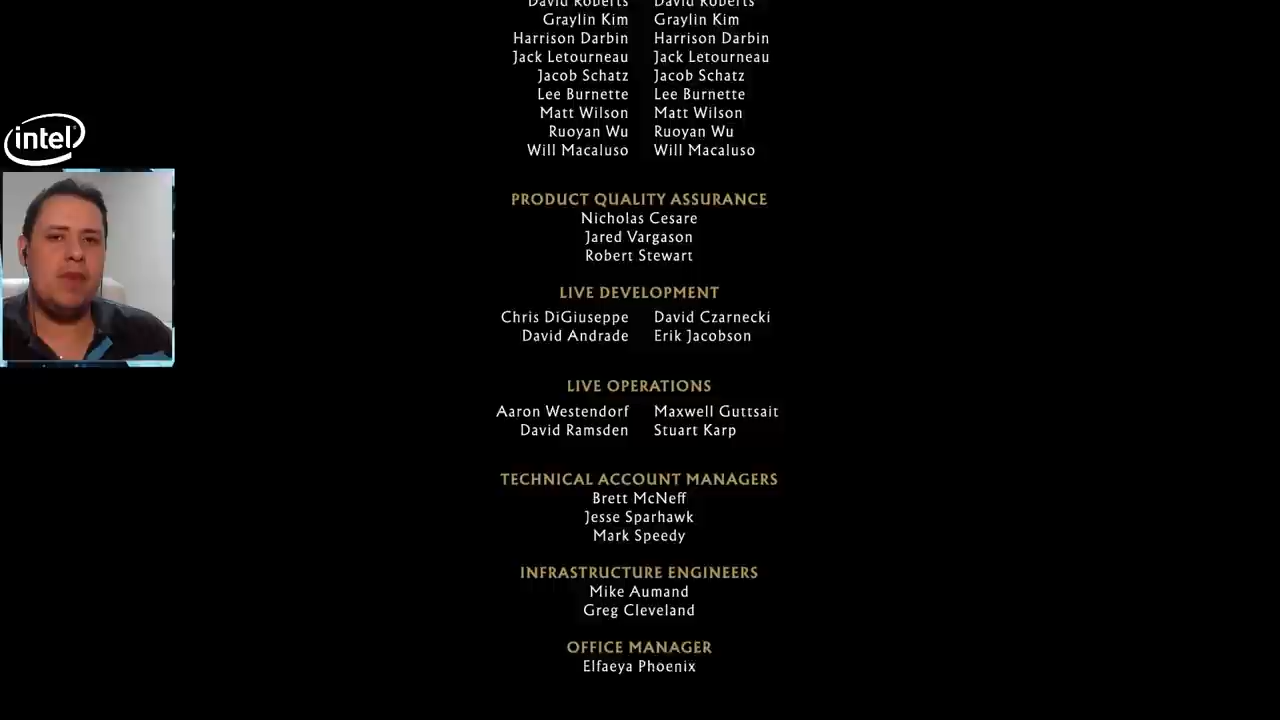 David Roberts David Roberts
Graylin Kim Graylin Kim
Harrison Darbin Harrison Darbin
Jack Letourneau Jack Letourneau
Jacob Schatz Jacob Schatz
Lee Burnette Lee Burnette
Matt Wilson Matt Wilson
Ruoyan Wu Ruoyan Wu
Will Macaluso Will Macaluso
intel
PRODUCT QUALITY ASSURANCE
Nicholas Cesare
Jared Vargason
Robert Stewart
LIVE DEVELOPMENT
Chris DiGiuseppe David Czarnecki
David Andrade Erik Jacobson
LIVE OPERATIONS
Aaron Westendorf Maxwell Guttsait
David Ramsden Stuart Karp
TECHNICAL ACCOUNT MANAGERS
Brett McNeff
Jesse Sparhawk
Mark Speedy
INFRASTRUCTURE ENGINEERS
Mike Aumand
Greg Cleveland
OFFICE MANAGER
Elfaeya Phoenix